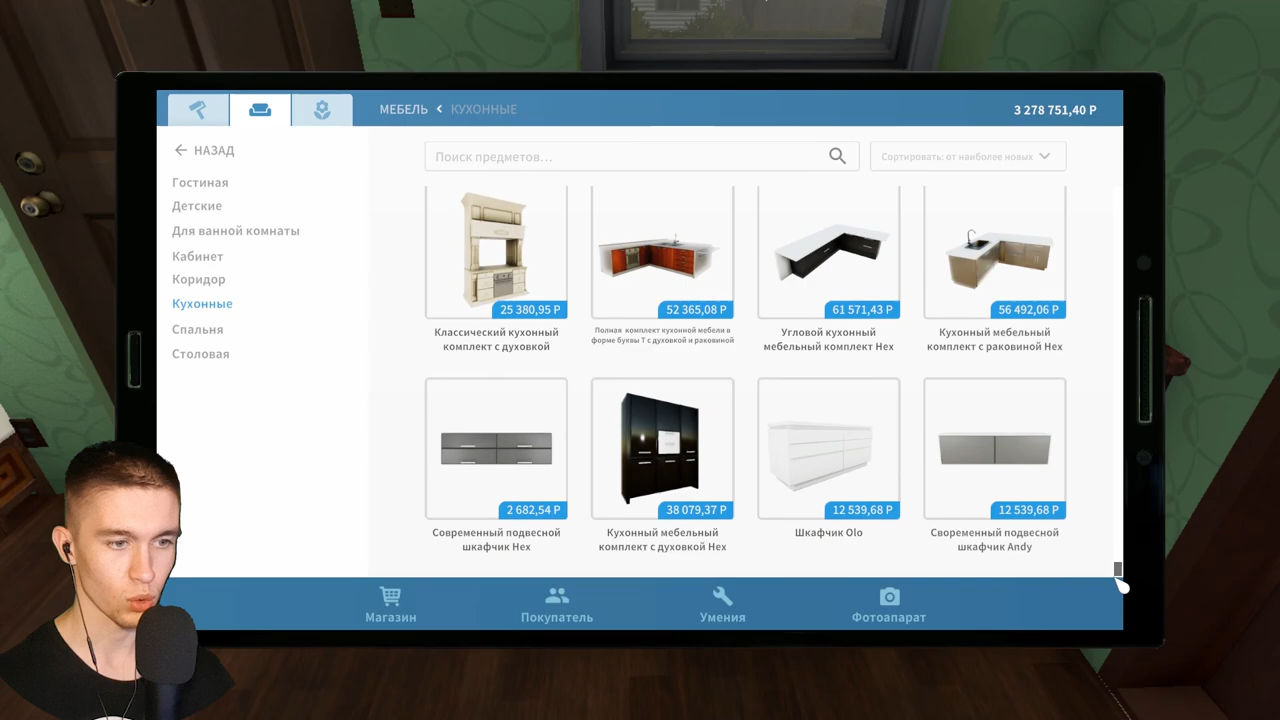 МЕБЕЛЬ < КУХОННЫЕ
3 278 751,40 Р
← НАЗАД
Поиск предметов...
Сортировать: от наиболее новых
Гостиная
Детские
Для ванной комнаты
Кабинет
Коридор
Кухонные
Спальня
Столовая
25 380,95 Р
52 365,08 Р
61 571,43 Р
56 492,06 Р
Классический кухонный
комплект с духовкой
Полная комплект кухонной мебели в
форме буквы Т с духовкой и раковиной
Угловой кухонный
мебельный комплект Hex
Кухонный мебельный
комплект с раковиной Hex
2 682,54 Р
38 079,37 Р
12 539,68 Р
12 539,68 Р
Современный подвесной
шкафчик Hex
Кухонный мебельный
комплект с духовкой Hex
Шкафчик Olo
Своременный подвесной
шкафчик Andy
Магазин
Покупатель
Умения
Фотоапарат